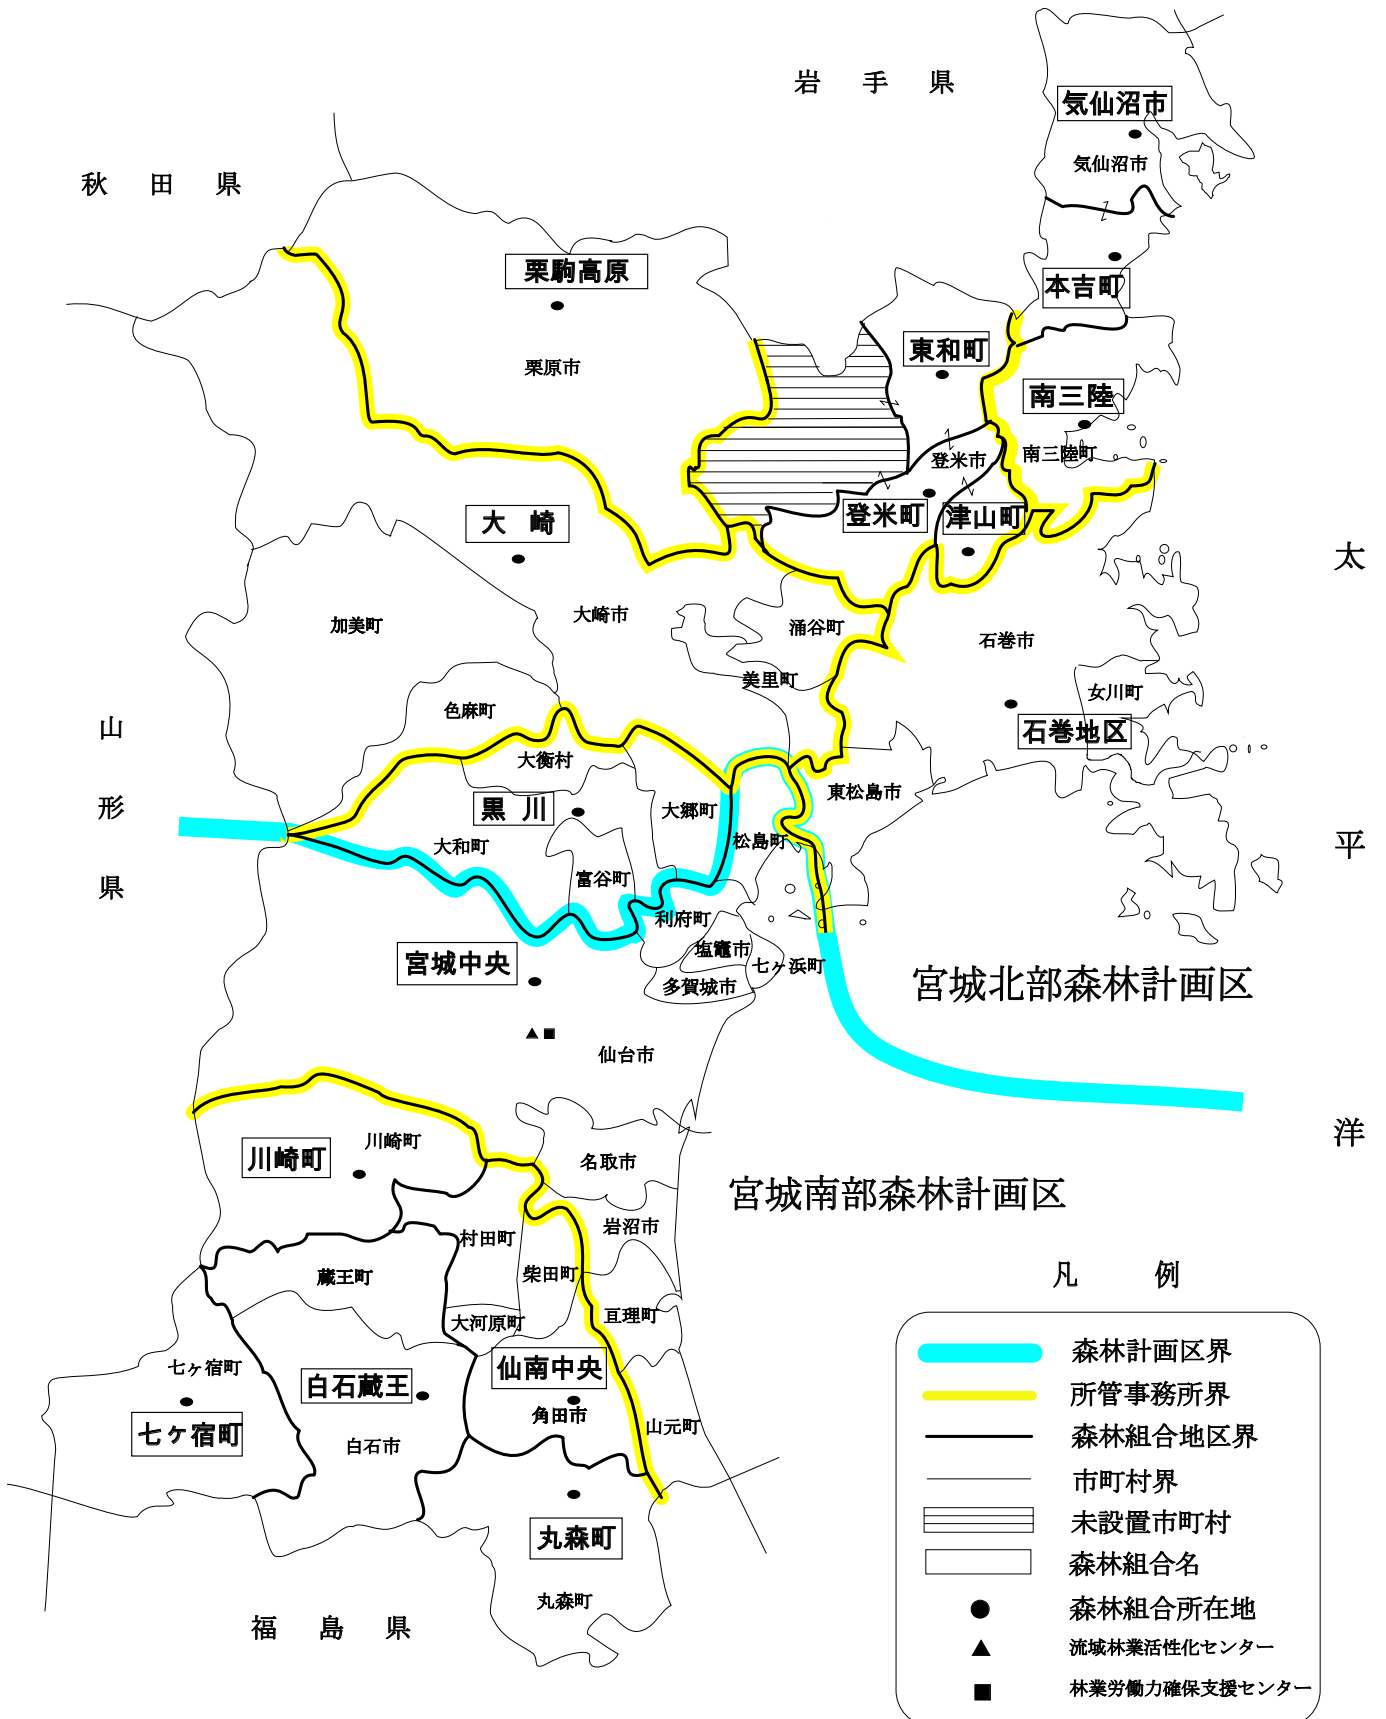 岩手県
気仙沼市
気仙沼市
秋田県
栗駒高原
本吉町
東和町
栗原市
南三陸
南三陸町
登米市
大崎
登米町
津山町
太平洋
大崎市
加美町
涌谷町
石巻市
美里町
女川町
色麻町
山形県
石巻地区
大衡村
東松島市
黒川
大郷町
大和町
松島町
富谷町
利府町
塩竈市
宮城中央
七ヶ浜町
多賀城市
宮城北部森林計画区
仙台市
川崎町
川崎町
名取市
宮城南部森林計画区
村田町
岩沼市
蔵王町
柴田町
大河原町
亘理町
七ヶ宿町
白石蔵王
仙南中央
角田市
七ケ宿町
白石市
山元町
丸森町
丸森町
福島県
凡例
森林計画区界
所管事務所界
森林組合地区界
市町村界
未設置市町村
森林組合名
森林組合所在地
流域林業活性化センター
林業労働力確保支援センター